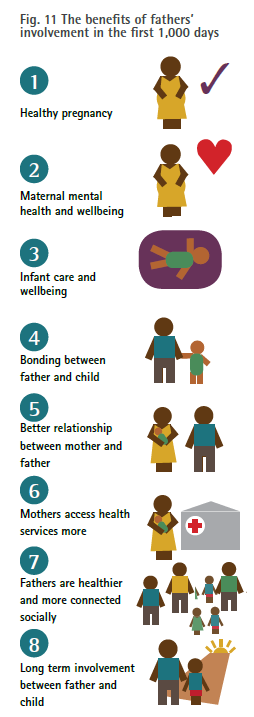 Fig. 11 The benefits of fathers'
involvement in the first 1,000 days
1
Healthy pregnancy
2
Maternal mental
health and wellbeing
3
Infant care and
wellbeing
4
Bonding between
father and child
5
Better relationship
between mother and
father
6
Mothers access health
services more
7
Fathers are healthier
and more connected
socially
8
Long term involvement
between father and
child